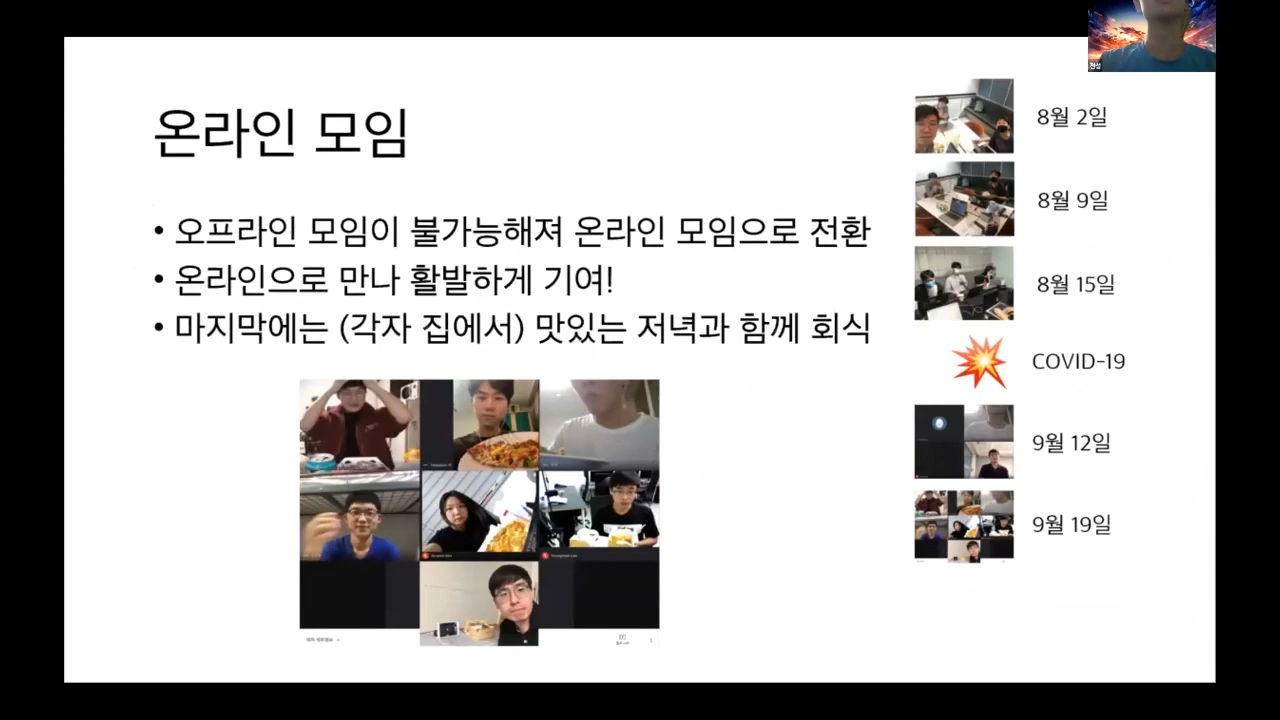 온라인 모임
• 오프라인 모임이 불가능해져 온라인 모임으로 전환
• 온라인으로 만나 활발하게 기여!
• 마지막에는 (각자 집에서) 맛있는 저녁과 함께 회식
8월 2일
8월 9일
8월 15일
COVID-19
9월 12일
9월 19일